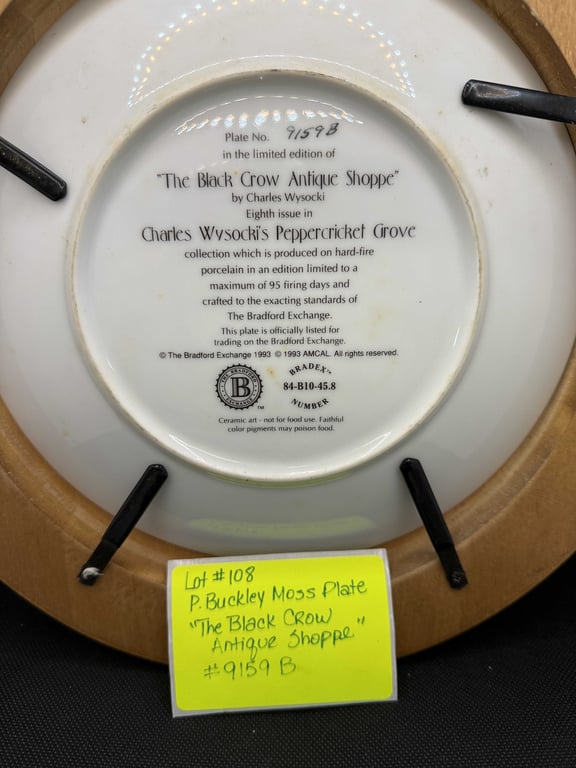 Plate No. 9159B
in the limited edition of
"The Black Crow Antique Shoppe"
by Charles Wysocki
Eighth issue in
Charles Wysocki's Peppercricket Grove
collection which is produced on hard-fire
porcelain in an edition limited to a
maximum of 95 firing days and
crafted to the exacting standards of
The Bradford Exchange.
This plate is officially listed for
trading on the Bradford Exchange.
© The Bradford Exchange 1993 © 1993 AMCAL. All rights reserved.
THE BRADFORD EXCHANGE
B
TM
BRADEX™
84-B10-45.8
NUMBER
Ceramic art - not for food use. Faithful
color pigments may poison food.
Lot #108
P. Buckley Moss Plate
"The Black Crow
Antique Shoppe"
#9159 B